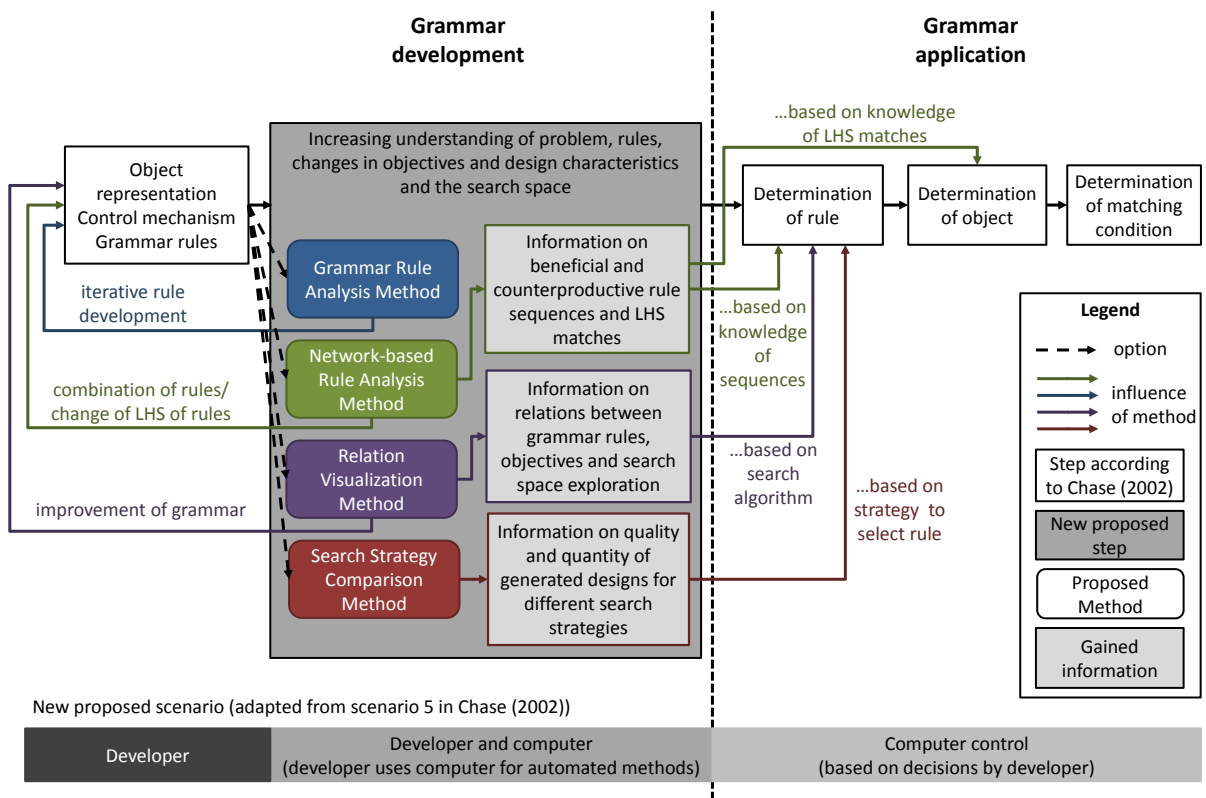 Grammar
development
Grammar
application
...based on knowledge
of LHS matches
Increasing understanding of problem, rules,
changes in objectives and design characteristics
and the search space
Object
representation
Control mechanism
Grammar rules
Determination
of rule
Determination
of object
Determination
of matching
condition
Grammar Rule
Analysis Method
Information on
beneficial and
counterproductive rule
sequences and LHS
matches
iterative rule
development
...based on
knowledge
of
sequences
Network-based
Rule Analysis
Method
combination of rules/
change of LHS of rules
Information on
relations between
grammar rules,
objectives and search
space exploration
...based on
search
algorithm
Relation
Visualization
Method
improvement of grammar
...based on
strategy to
select rule
Search Strategy
Comparison
Method
Information on quality
and quantity of
generated designs for
different search
strategies
Legend
option
influence
of method
Step according
to Chase (2002)
New proposed
step
Proposed
Method
Gained
information
New proposed scenario (adapted from scenario 5 in Chase (2002))
Developer
Developer and computer
(developer uses computer for automated methods)
Computer control
(based on decisions by developer)